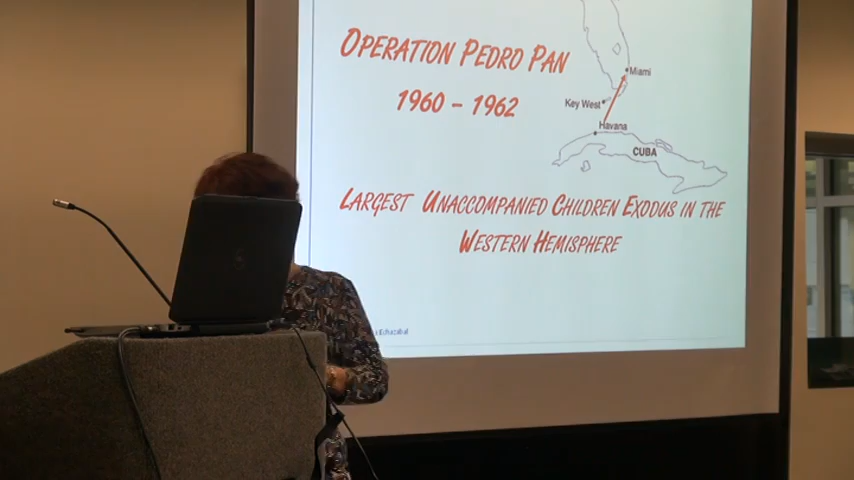 OPERATION PEDRO PAN
1960 – 1962
Miami
Key West
Havana
CUBA
LARGEST UNACCOMPANIED CHILDREN EXODUS IN THE
WESTERN HEMISPHERE